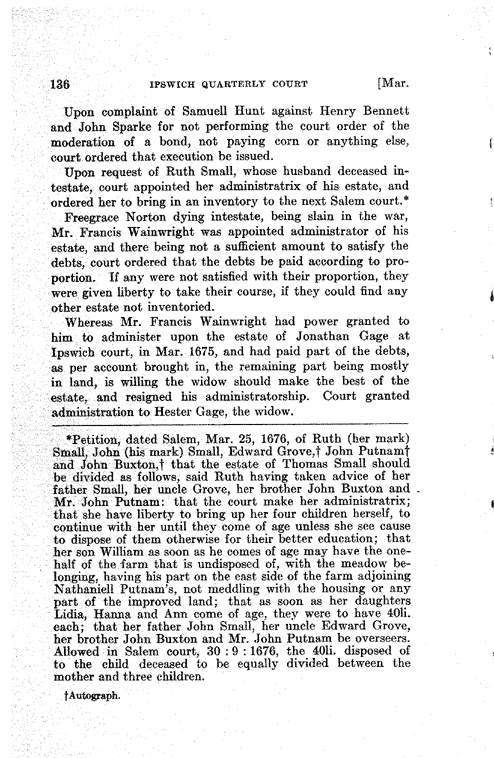 136 IPSWICH QUARTERLY COURT [Mar.
Upon complaint of Samuell Hunt against Henry Bennett
and John Sparke for not performing the court order of the
moderation of a bond, not paying corn or anything else,
court ordered that execution be issued.
Upon request of Ruth Small, whose husband deceased in-
testate, court appointed her administratrix of his estate, and
ordered her to bring in an inventory to the next Salem court.*
Freegrace Norton dying intestate, being slain in the war,
Mr. Francis Wainwright was appointed administrator of his
estate, and there being not a sufficient amount to satisfy the
debts, court ordered that the debts be paid according to pro-
portion. If any were not satisfied with their proportion, they
were given liberty to take their course, if they could find any
other estate not inventoried.
Whereas Mr. Francis Wainwright had power granted to
him to administer upon the estate of Jonathan Gage at
Ipswich court, in Mar. 1675, and had paid part of the debts,
as per account brought in, the remaining part being mostly
in land, is willing the widow should make the best of the
estate, and resigned his administratorship. Court granted
administration to Hester Gage, the widow.
*Petition, dated Salem, Mar. 25, 1676, of Ruth (her mark)
Small, John (his mark) Small, Edward Grove,† John Putnam†
and John Buxton,† that the estate of Thomas Small should
be divided as follows, said Ruth having taken advice of her
father Small, her uncle Grove, her brother John Buxton and
Mr. John Putnam: that the court make her administratrix;
that she have liberty to bring up her four children herself, to
continue with her until they come of age unless she see cause
to dispose of them otherwise for their better education; that
her son William as soon as he comes of age may have the one-
half of the farm that is undisposed of, with the meadow be-
longing, having his part on the east side of the farm adjoining
Nathaniell Putnam's, not meddling with the housing or any
part of the improved land; that as soon as her daughters
Lidia, Hanna and Ann come of age, they were to have 40li.
each; that her father John Small, her uncle Edward Grove,
her brother John Buxton and Mr. John Putnam be overseers.
Allowed in Salem court, 30 : 9 : 1676, the 40li. disposed of
to the child deceased to be equally divided between the
mother and three children.
†Autograph.